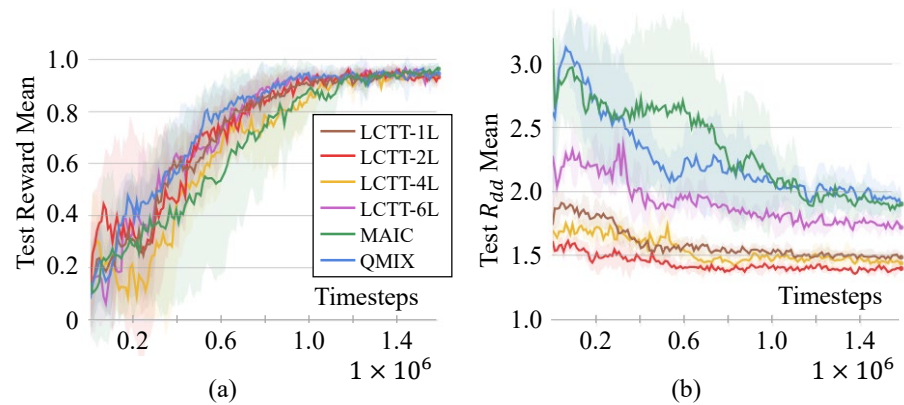 Test Reward Mean
1.0
0.8
0.6
0.4
0.2
0
LCTT-1L
LCTT-2L
LCTT-4L
LCTT-6L
MAIC
QMIX
Timesteps
0.2 0.6 1.0 1.4
1 × 10⁶
(a)
Test R_dd Mean
3.0
2.5
2.0
1.5
1.0
Timesteps
0.2 0.6 1.0 1.4
1 × 10⁶
(b)